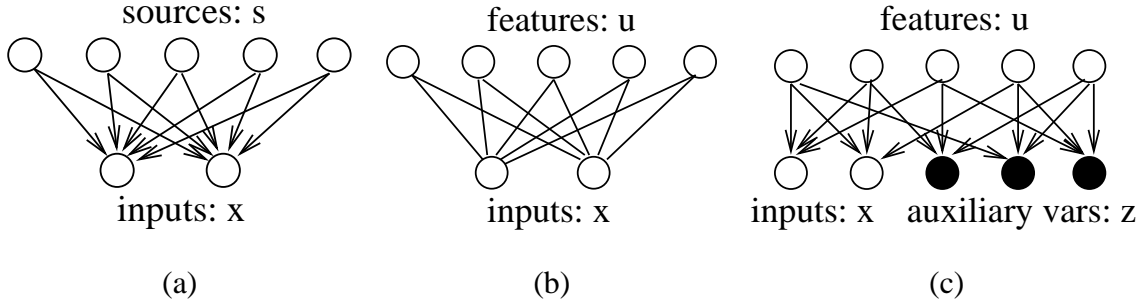 sources: s
features: u
features: u
inputs: x
inputs: x
inputs: x
auxiliary vars: z
(a)
(b)
(c)